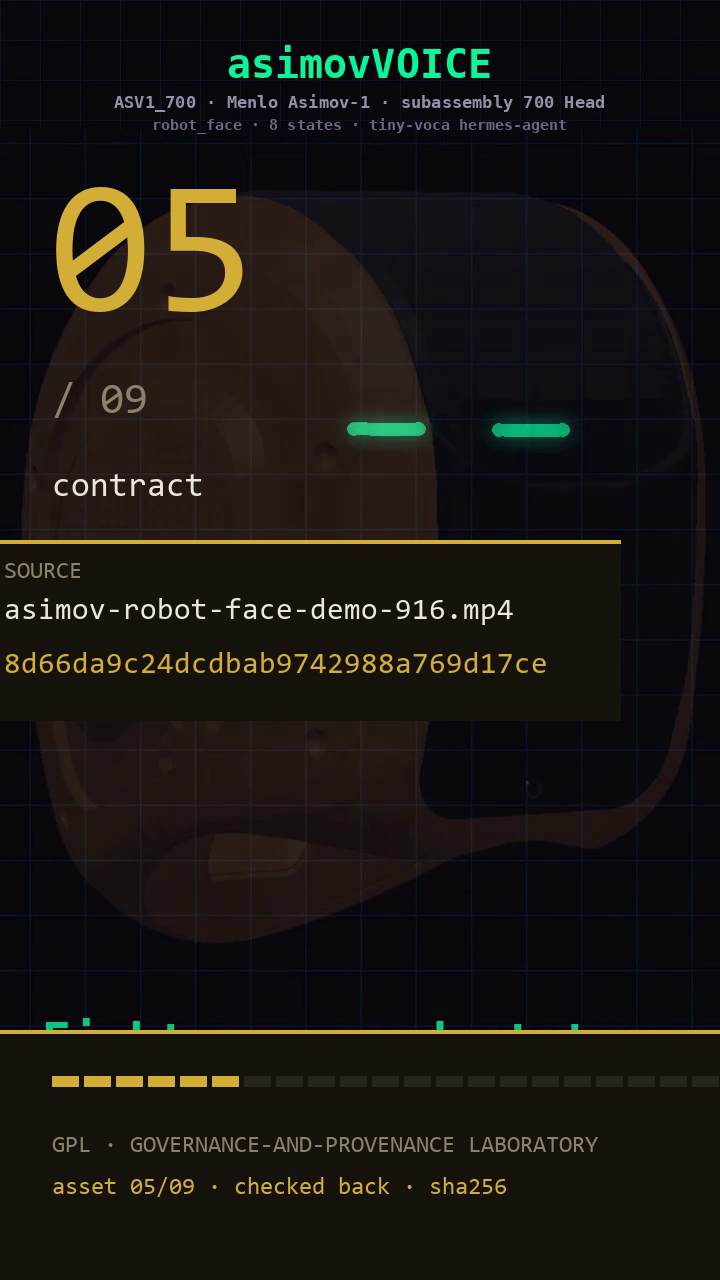 asimovVOICE
ASV1_700 · Menlo Asimov-1 · subassembly 700 Head
robot_face · 8 states · tiny-voca hermes-agent
05
/ 09
contract
SOURCE
asimov-robot-face-demo-916.mp4
8d66da9c24dcdbab9742988a769d17ce
GPL · GOVERNANCE-AND-PROVENANCE LABORATORY
asset 05/09 · checked back · sha256